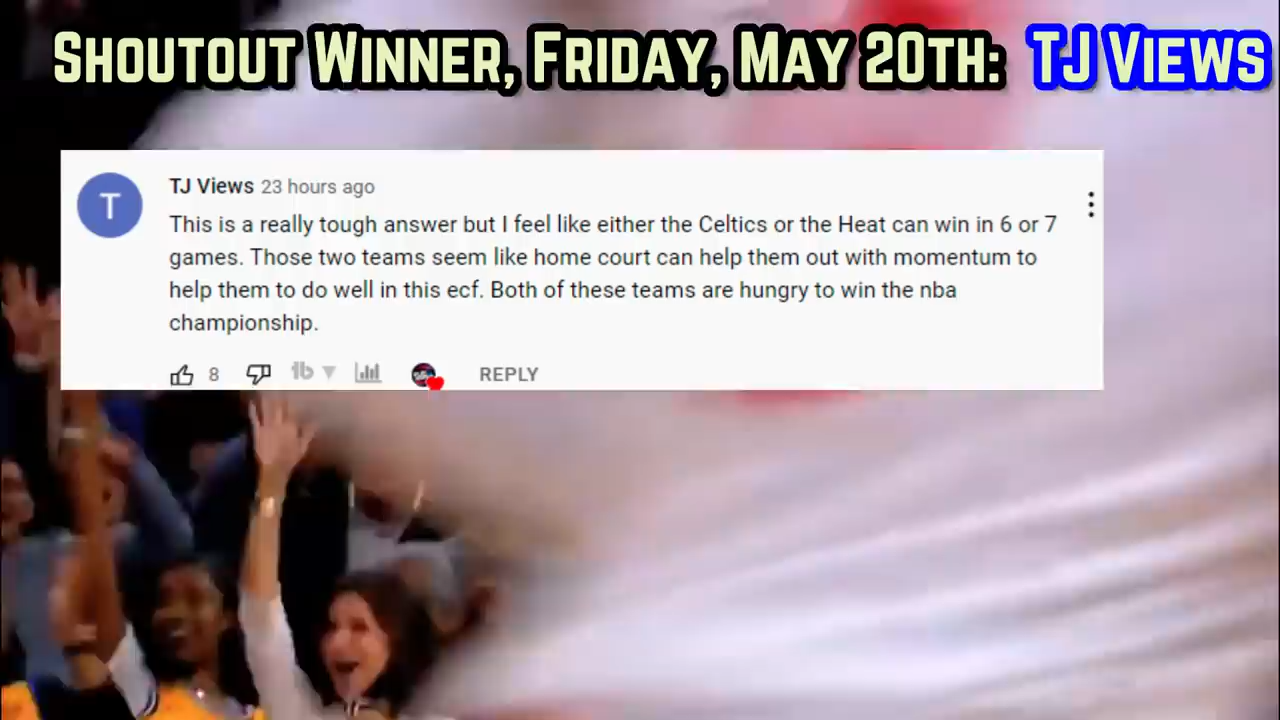 Shoutout Winner, Friday, May 20th: TJ Views
T
TJ Views 23 hours ago
This is a really tough answer but I feel like either the Celtics or the Heat can win in 6 or 7
games. Those two teams seem like home court can help them out with momentum to
help them to do well in this ecf. Both of these teams are hungry to win the nba
championship.
8 tb REPLY